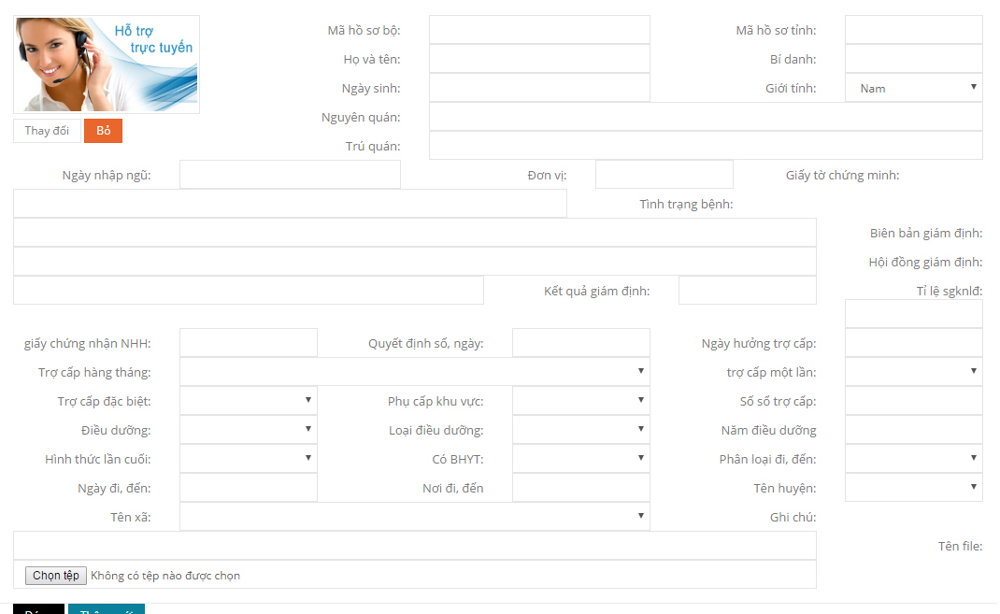 Hỗ trợ
trực tuyến
Thay đổi Bỏ
Mã hồ sơ bộ: Mã hồ sơ tỉnh:
Họ và tên: Bí danh:
Ngày sinh: Giới tính: Nam
Nguyên quán:
Trú quán:
Ngày nhập ngũ: Đơn vị: Giấy tờ chứng minh:
Tình trạng bệnh:
Biên bản giám định:
Hội đồng giám định:
Kết quả giám định: Tỉ lệ sgknlđ:
giấy chứng nhận NHH: Quyết định số, ngày: Ngày hưởng trợ cấp:
Trợ cấp hàng tháng: trợ cấp một lần:
Trợ cấp đặc biệt: Phụ cấp khu vực: Số sổ trợ cấp:
Điều dưỡng: Loại điều dưỡng: Năm điều dưỡng
Hình thức lần cuối: Có BHYT: Phân loại đi, đến:
Ngày đi, đến: Nơi đi, đến Tên huyện:
Tên xã: Ghi chú:
Tên file:
Chọn tệp Không có tệp nào được chọn